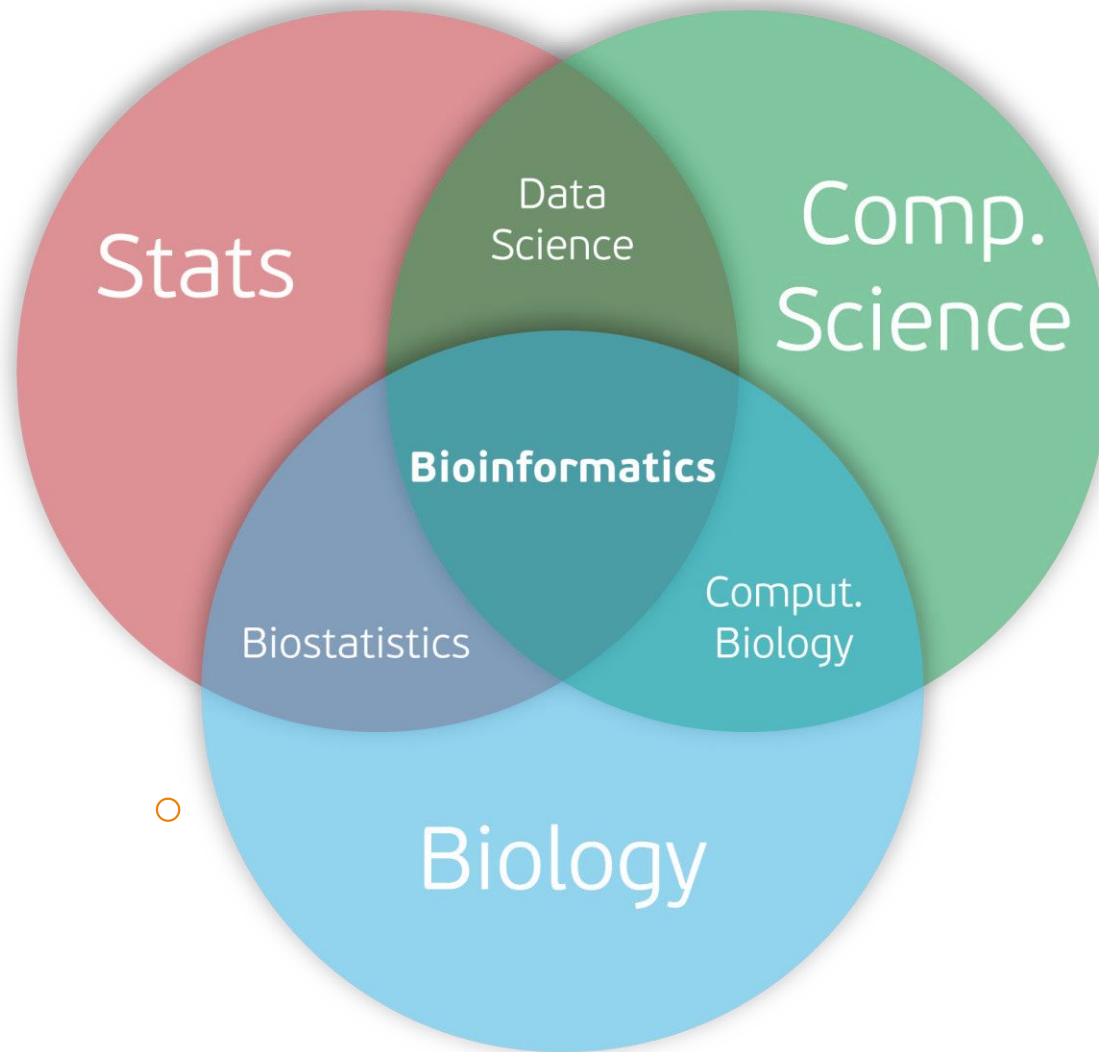 Data
Science
Stats
Comp.
Science
Bioinformatics
Biostatistics
Comput.
Biology
Biology